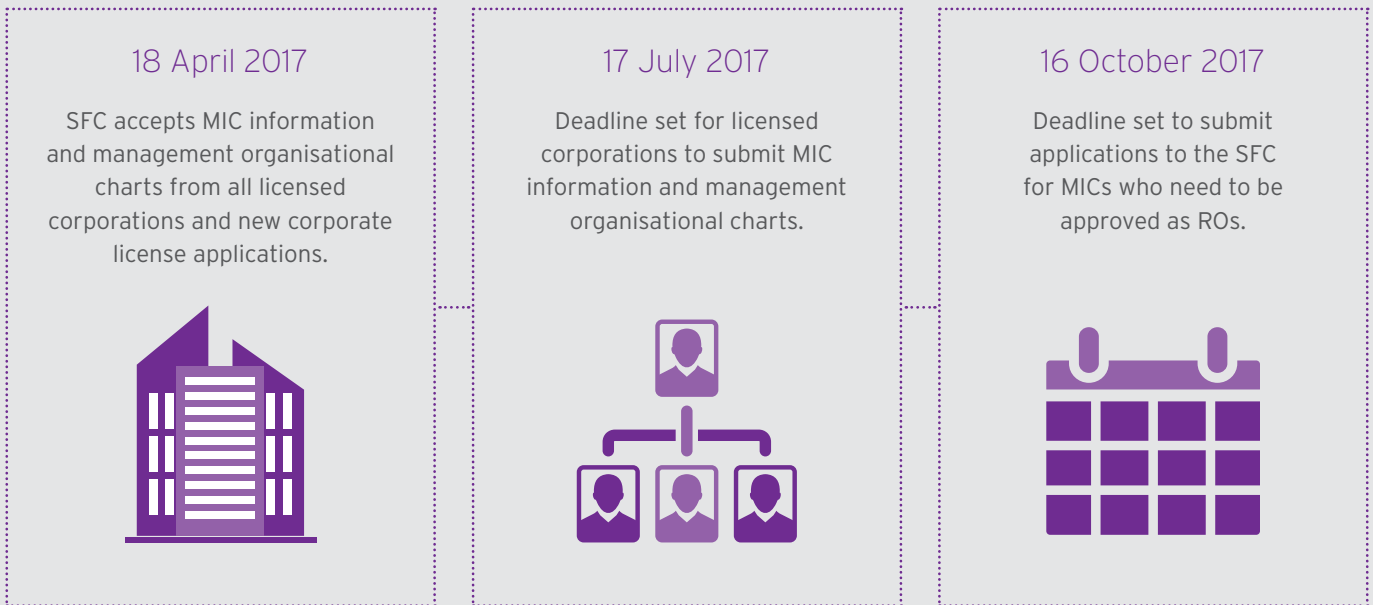 18 April 2017
SFC accepts MIC information
and management organisational
charts from all licensed
corporations and new corporate
license applications.
17 July 2017
Deadline set for licensed
corporations to submit MIC
information and management
organisational charts.
16 October 2017
Deadline set to submit
applications to the SFC
for MICs who need to be
approved as ROs.